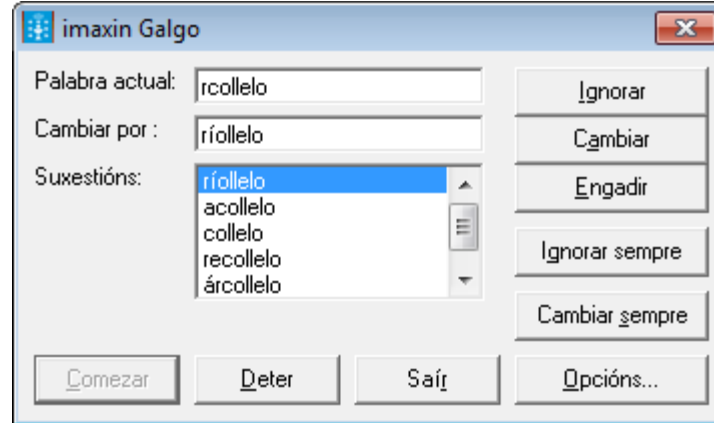 imaxin Galgo
Palabra actual: rcollelo
Ignorar
Cambiar por : ríollelo
Cambiar
Suxestións:
ríollelo
acollelo
collelo
recollelo
árcollelo
Engadir
Ignorar sempre
Cambiar sempre
Comezar
Deter
Saír
Opcións...